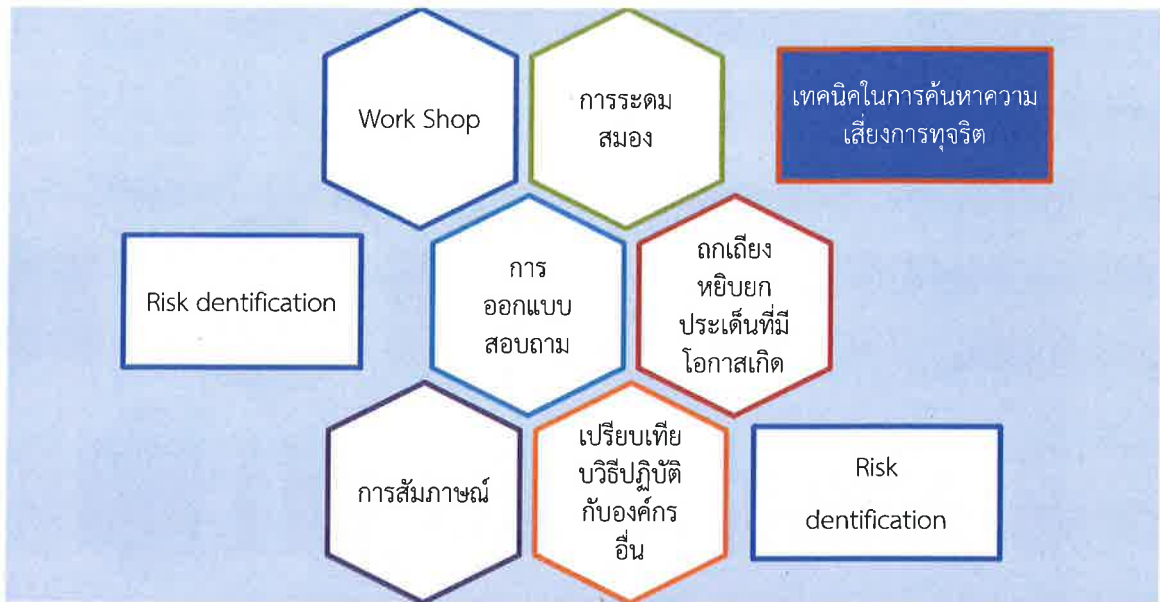 Work Shop
การระดม
สมอง
เทคนิคในการค้นหาความ
เสี่ยงการทุจริต
Risk dentification
การ
ออกแบบ
สอบถาม
ถกเถียง
หยิบยก
ประเด็นที่มี
โอกาสเกิด
การสัมภาษณ์
เปรียบเทีย
บวิธีปฏิบัติ
กับองค์กร
อื่น
Risk
dentification